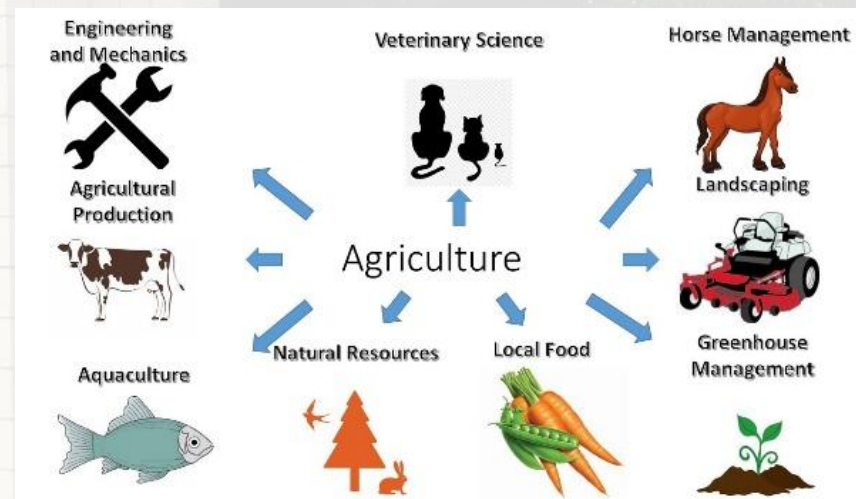 Engineering
and Mechanics
Veterinary Science
Horse Management
Agricultural
Production
Landscaping
Agriculture
Aquaculture
Natural Resources
Local Food
Greenhouse
Management